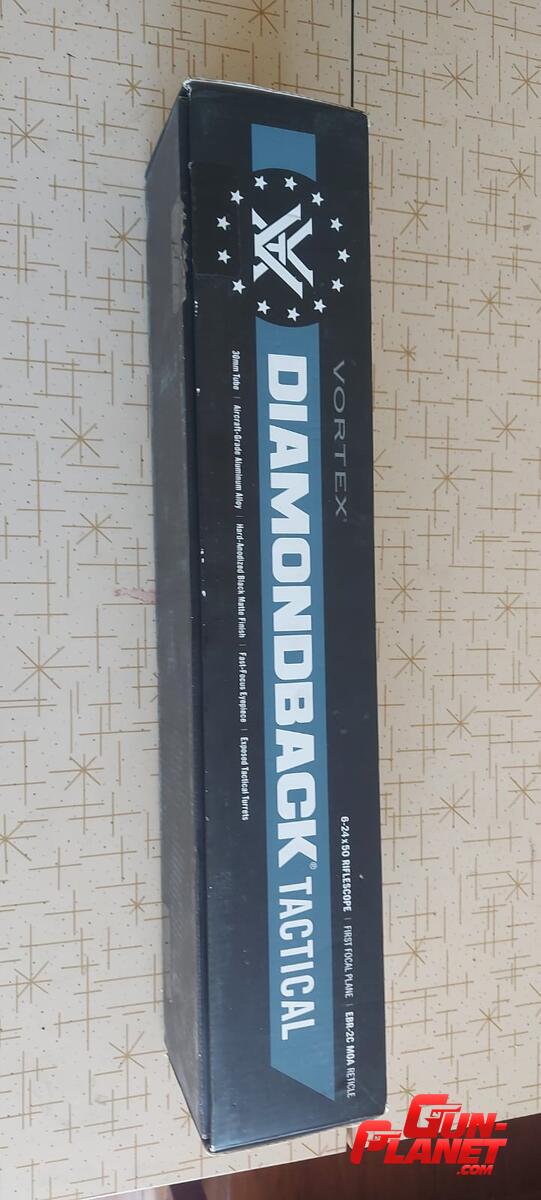 VORTEX®
DIAMONDBACK® TACTICAL
6-24x50 RIFLESCOPE | FIRST FOCAL PLANE | EBR-2C MOA RETICLE
30mm Tube | Aircraft-Grade Aluminum Alloy | Hard-Anodized Black Matte Finish | Fast-Focus Eyepiece | Exposed Tactical Turrets
GUN-
PLANET
.COM